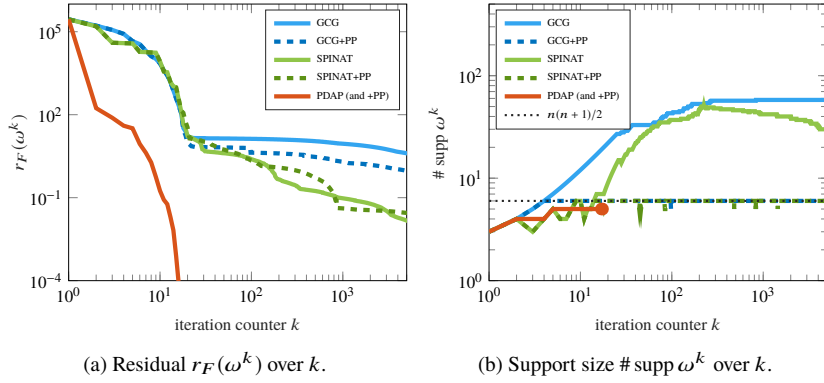 r_F(ω^k)
10^5
10^2
10^−1
10^−4
GCG
GCG+PP
SPINAT
SPINAT+PP
PDAP (and +PP)
10^0
10^1
10^2
10^3
iteration counter k
(a) Residual r_F(ω^k) over k.
# supp ω^k
10^2
10^1
10^0
GCG
GCG+PP
SPINAT
SPINAT+PP
PDAP (and +PP)
n(n + 1)/2
10^0
10^1
10^2
10^3
iteration counter k
(b) Support size # supp ω^k over k.